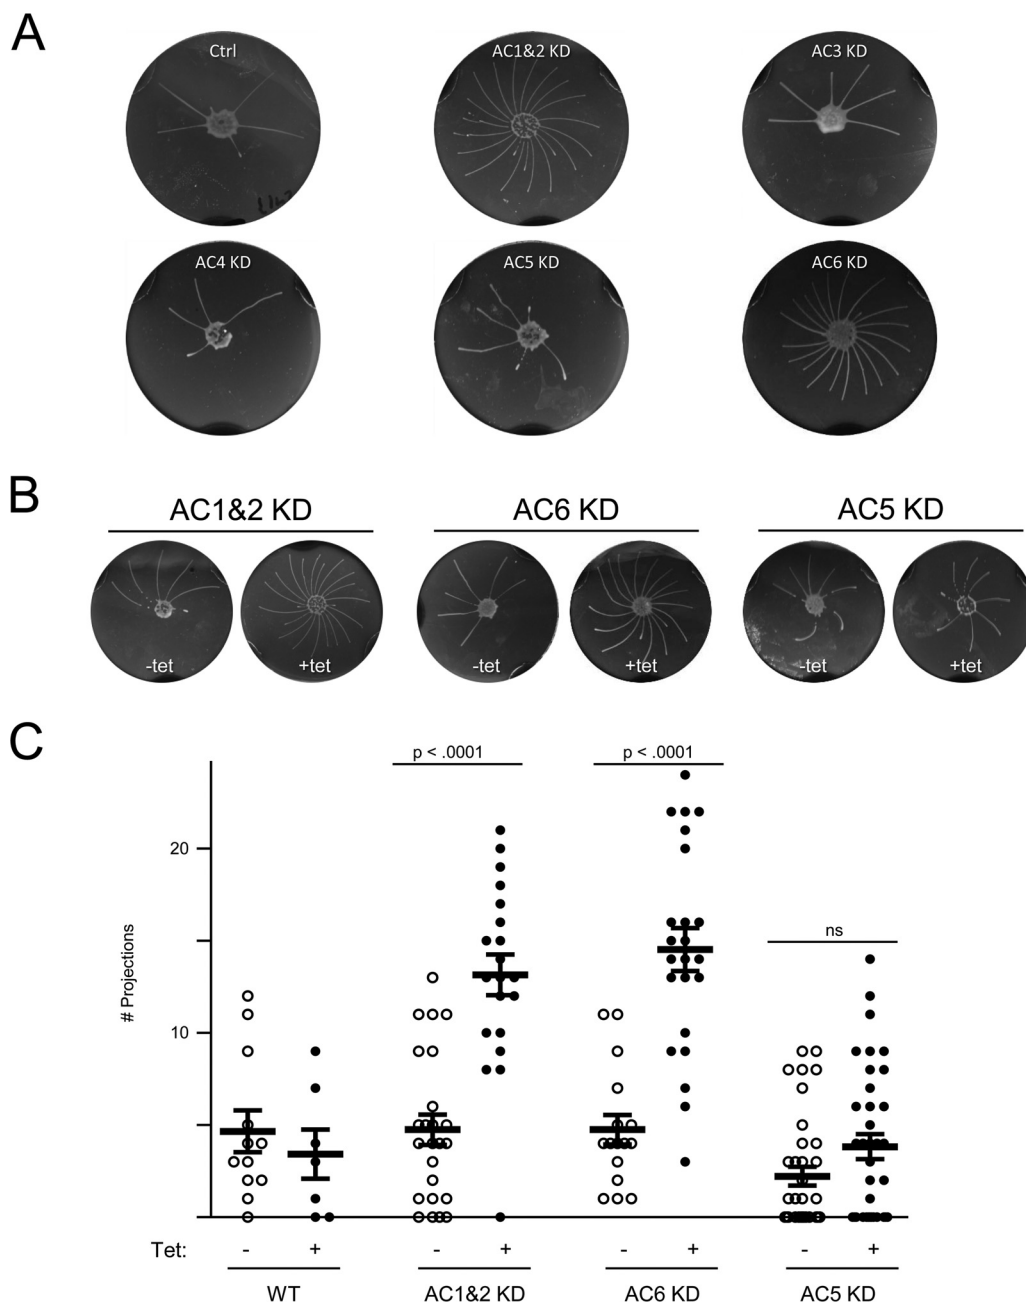 A
Ctrl
AC1&2 KD
AC3 KD
AC4 KD
AC5 KD
AC6 KD
B
AC1&2 KD
AC6 KD
AC5 KD
-tet
+tet
-tet
+tet
-tet
+tet
C
p < .0001
p < .0001
ns
# Projections
20
10
Tet:
-
+
-
+
-
+
-
+
WT
AC1&2 KD
AC6 KD
AC5 KD